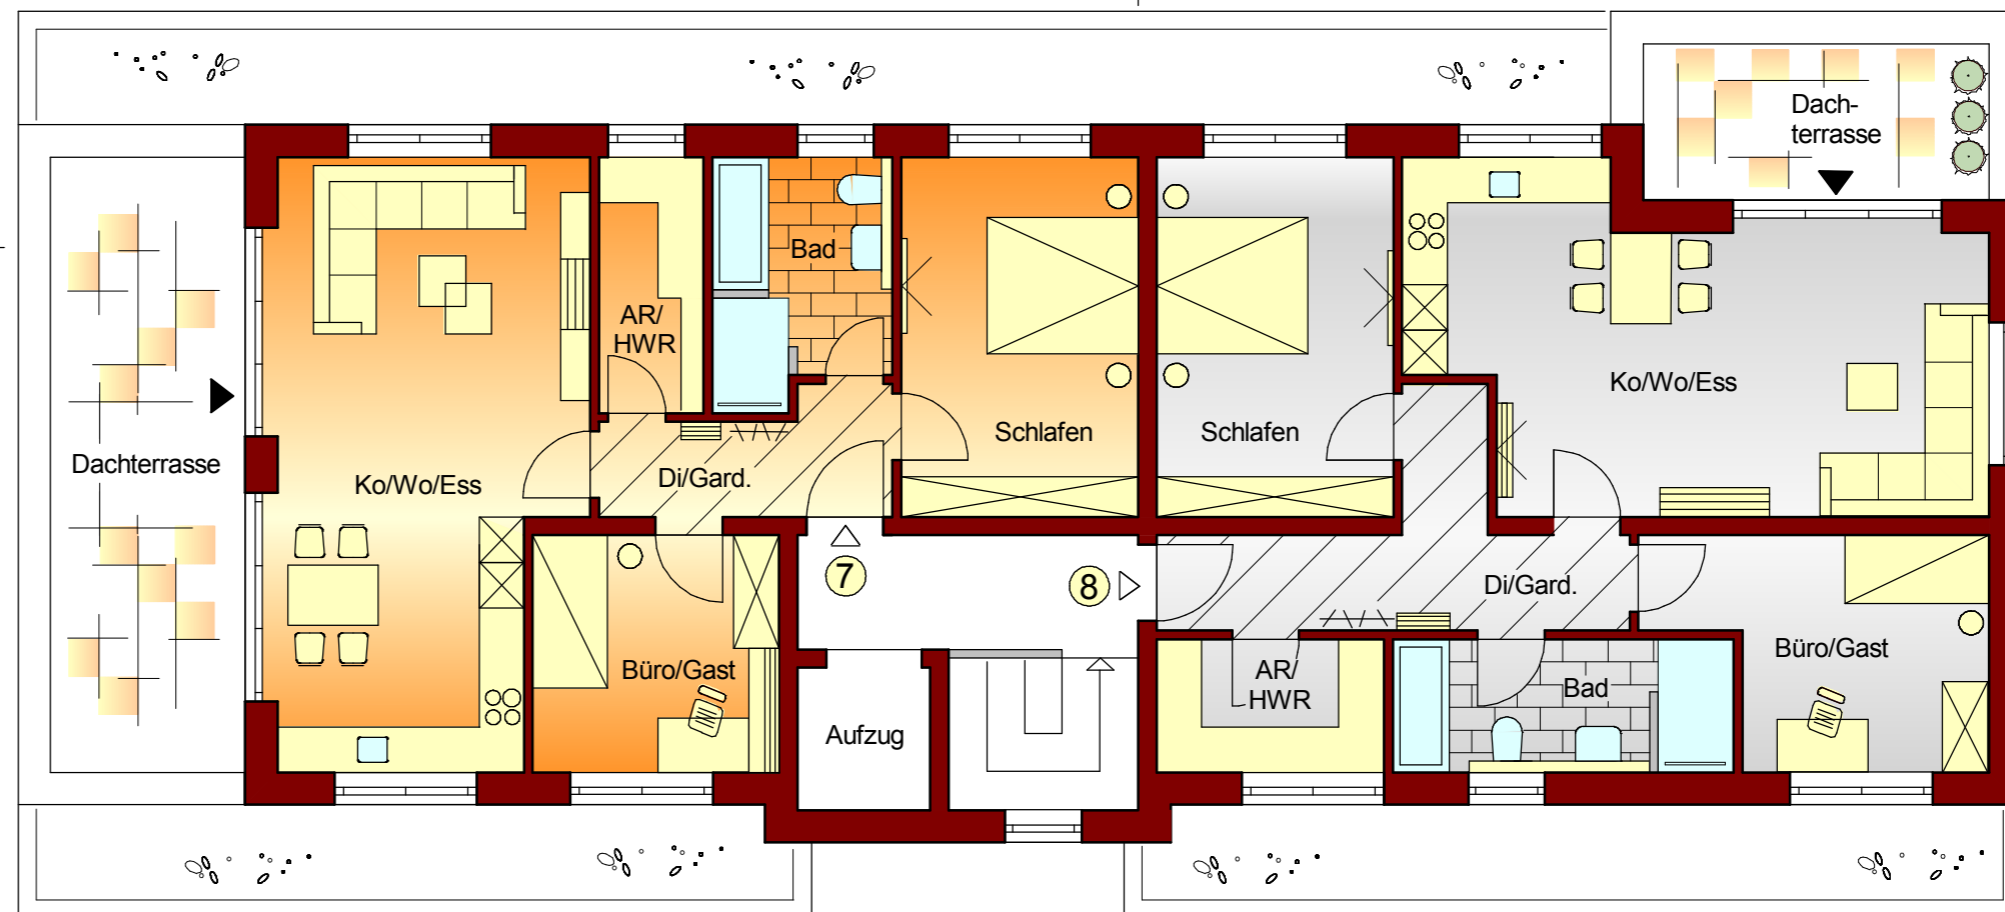 Dach-
terrasse
Bad
AR/
HWR
Ko/Wo/Ess
Schlafen
Schlafen
Dachterrasse
Ko/Wo/Ess
Di/Gard.
7
8
Di/Gard.
Büro/Gast
AR/
HWR
Bad
Büro/Gast
Aufzug